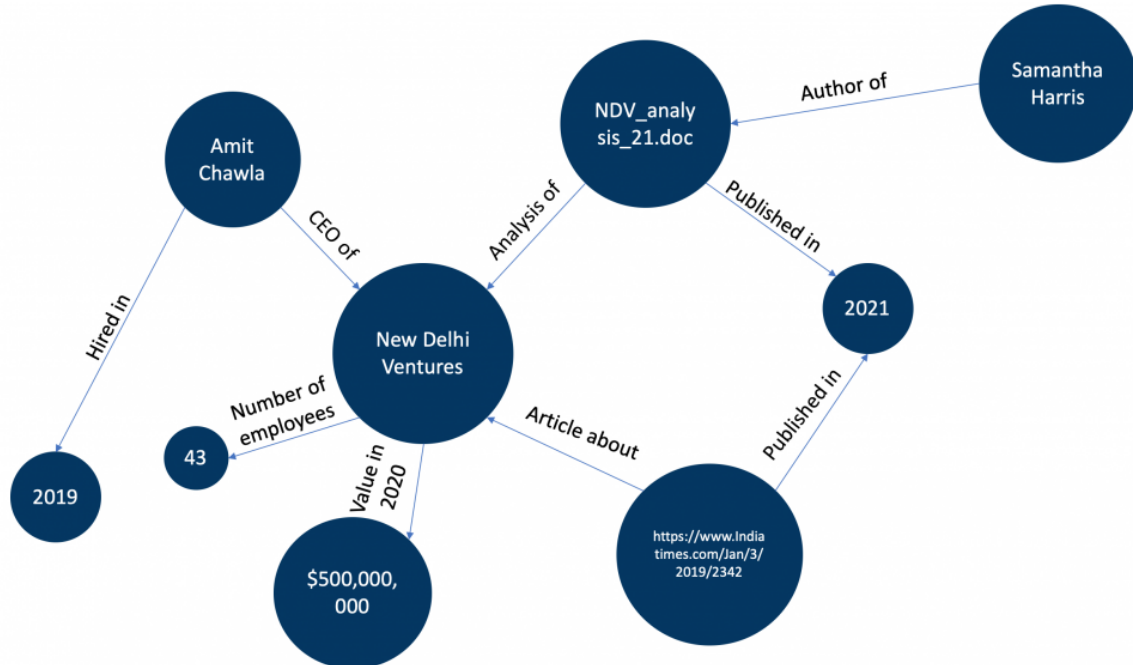 Samantha
Harris
Author of
NDV_analy
sis_21.doc
Amit
Chawla
Published in
Analysis of
CEO of
2021
Hired in
New Delhi
Ventures
Number of
employees
Article about
Published in
43
Value in
2020
2019
https://www.India
times.com/Jan/3/
2019/2342
$500,000,
000